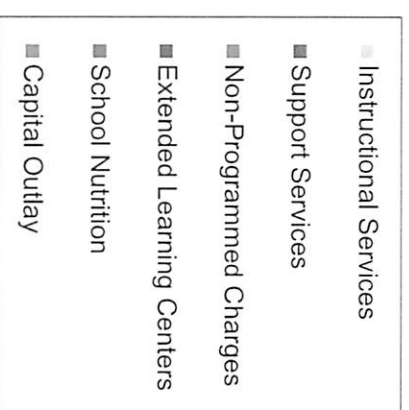 Instructional Services
Support Services
Non-Programmed Charges
Extended Learning Centers
School Nutrition
Capital Outlay